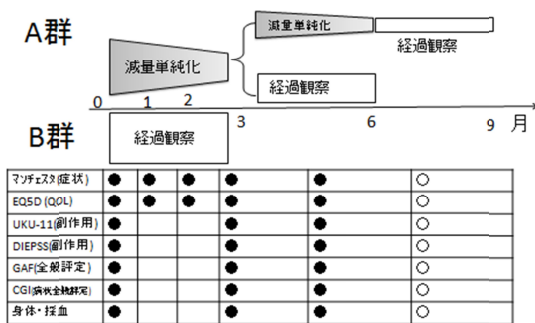 A群
減量単純化
減量単純化
経過観察
経過観察
0 1 2 3 6 9 月
B群
経過観察
マンチェスタ(症状) ● ● ● ● ● ○
EQ5D (QOL) ● ● ● ● ● ○
UKU-11(副作用) ● ● ● ○
DIEPSS(副作用) ● ● ● ○
GAF(全般評定) ● ● ● ○
CGI(病状全般評定) ● ● ● ○
身体・採血 ● ● ● ○